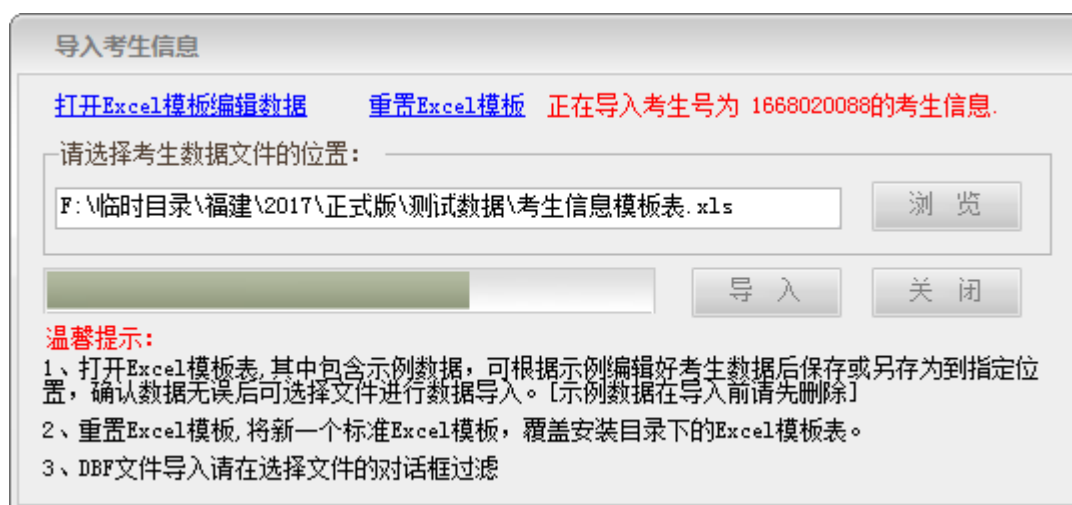 导入考生信息
打开Excel模板编辑数据 重置Excel模板 正在导入考生号为 1668020088的考生信息.
请选择考生数据文件的位置：
F:\临时目录\福建\2017\正式版\测试数据\考生信息模板表.xls 浏 览
导 入 关 闭
温馨提示：
1、打开Excel模板表,其中包含示例数据，可根据示例编辑好考生数据后保存或另存为到指定位
置，确认数据无误后可选择文件进行数据导入。[示例数据在导入前请先删除]
2、重置Excel模板,将新一个标准Excel模板，覆盖安装目录下的Excel模板表。
3、DBF文件导入请在选择文件的对话框过滤